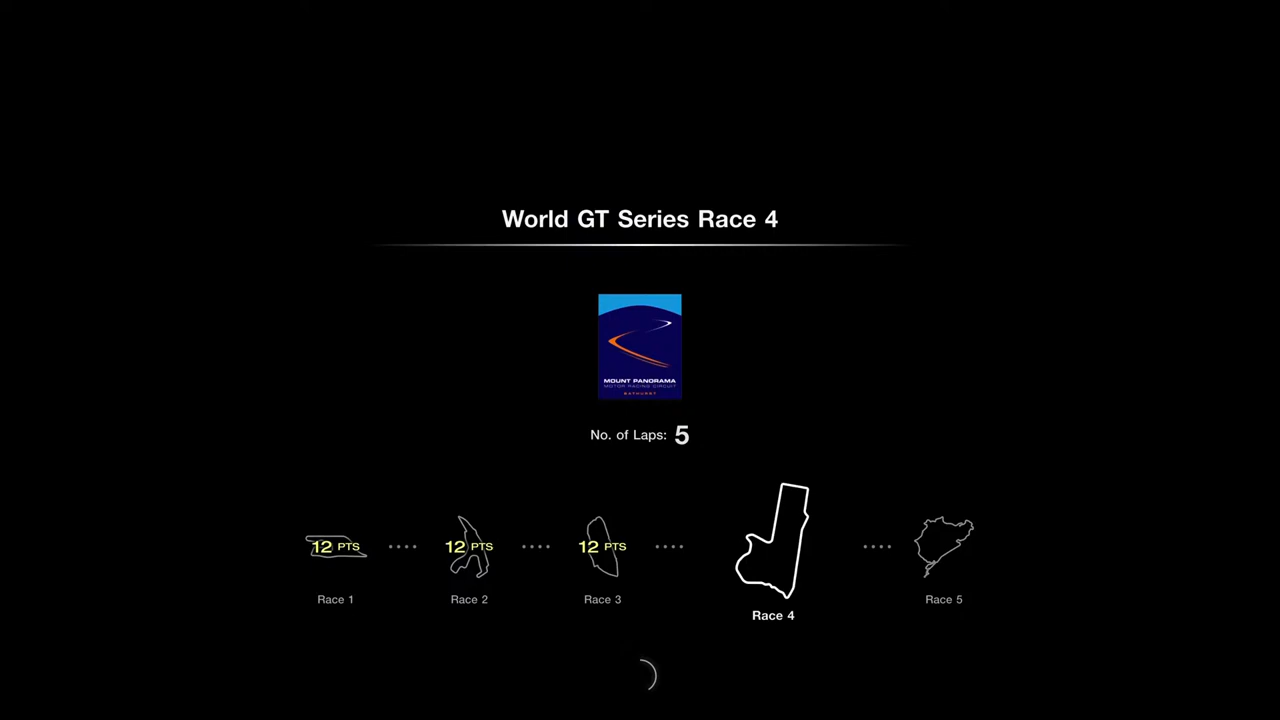 World GT Series Race 4
MOUNT PANORAMA
MOTOR RACING CIRCUIT
BATHURST
No. of Laps: 5
12 PTS
12 PTS
12 PTS
Race 1
Race 2
Race 3
Race 4
Race 5